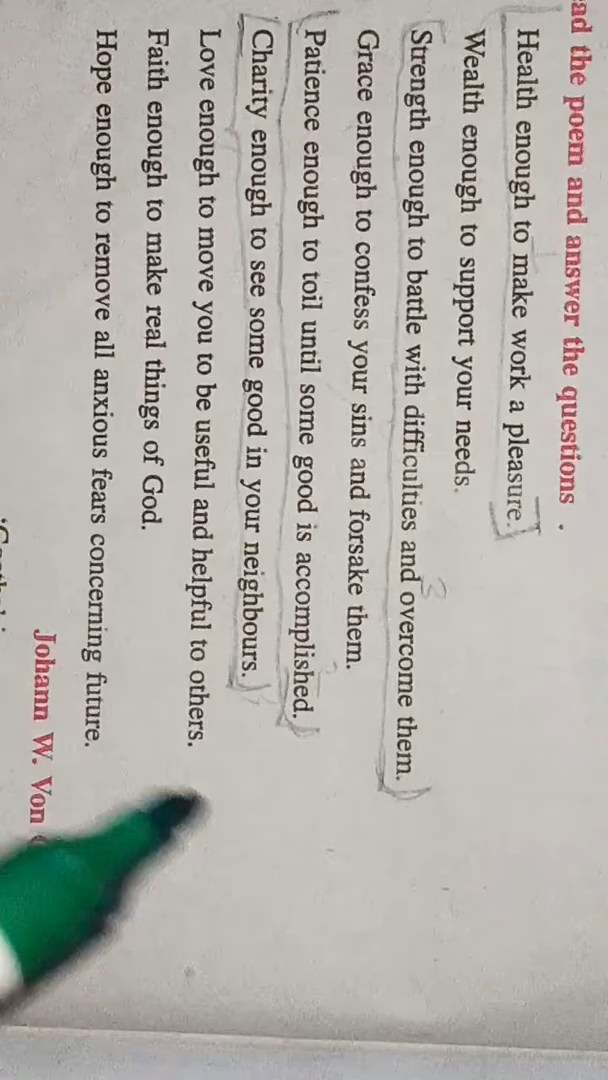 the poem and answer the questions .
Health enough to make work a pleasure.
Wealth enough to support your needs.
Strength enough to battle with difficulties and overcome them.
Grace enough to confess your sins and forsake them.
Patience enough to toil until some good is accomplished.
Charity enough to see some good in your neighbours.
Love enough to move you to be useful and helpful to others.
Faith enough to make real things of God.
Hope enough to remove all anxious fears concerning future.
Johann W. Von